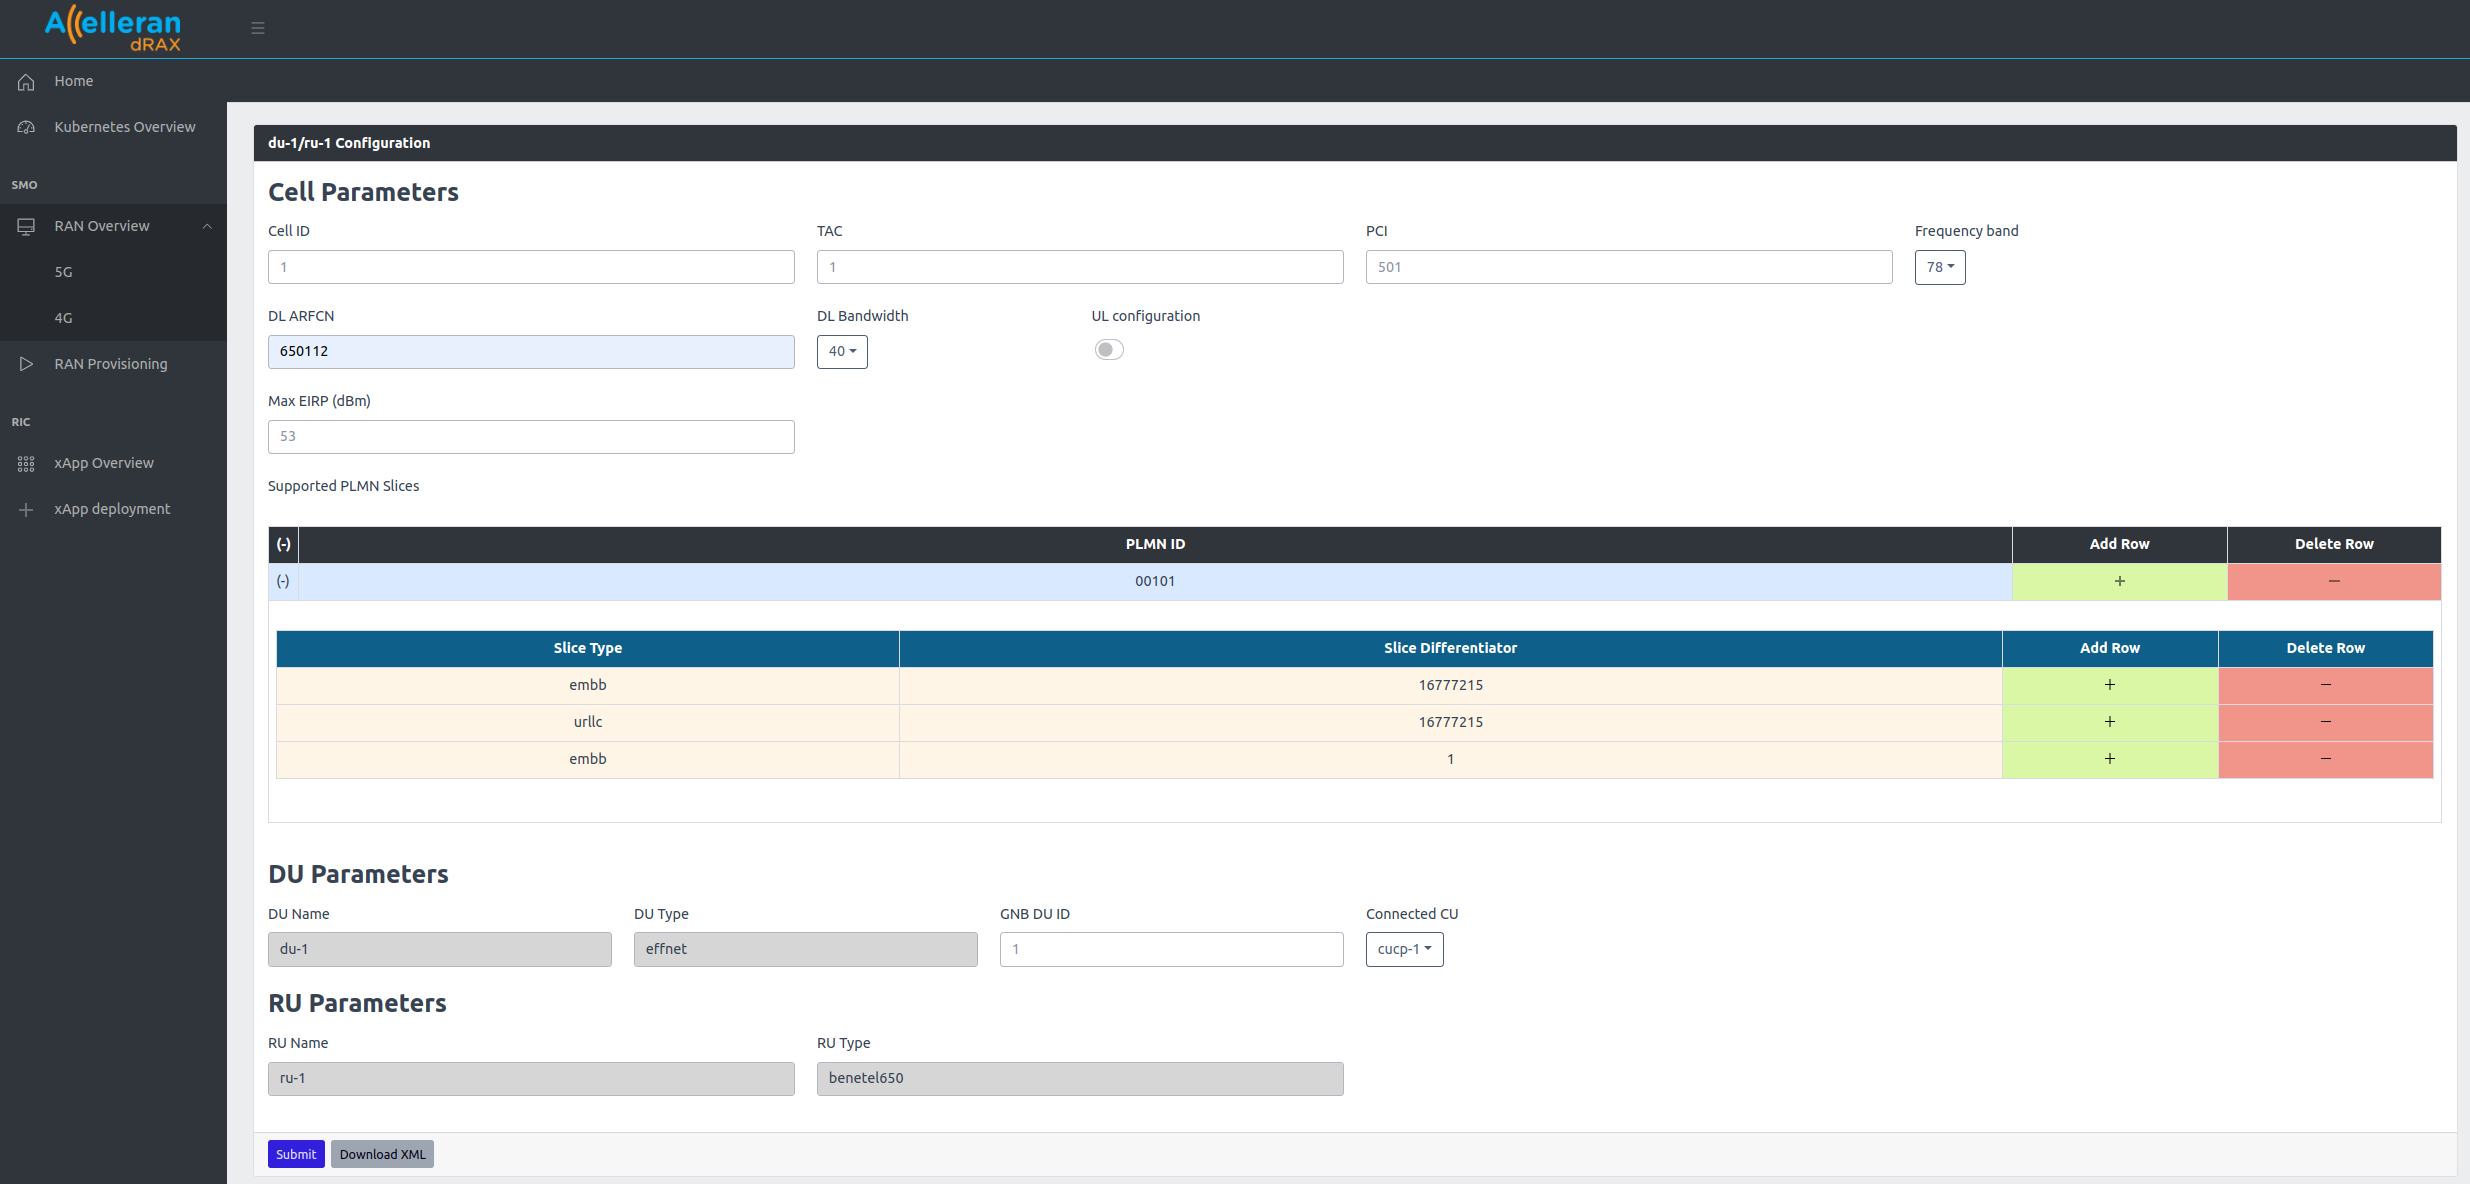 Accelleran
dRAX
Home
Kubernetes Overview
SMO
RAN Overview
5G
4G
RAN Provisioning
RIC
xApp Overview
xApp deployment
du-1/ru-1 Configuration
Cell Parameters
Cell ID TAC PCI Frequency band
1 1 501 78
DL ARFCN DL Bandwidth UL configuration
650112 40
Max EIRP (dBm)
53
Supported PLMN Slices
(-) PLMN ID Add Row Delete Row
(-) 00101 + −
Slice Type Slice Differentiator Add Row Delete Row
embb 16777215 + −
urllc 16777215 + −
embb 1 + −
DU Parameters
DU Name DU Type GNB DU ID Connected CU
du-1 effnet 1 cucp-1
RU Parameters
RU Name RU Type
ru-1 benetel650
Submit Download XML